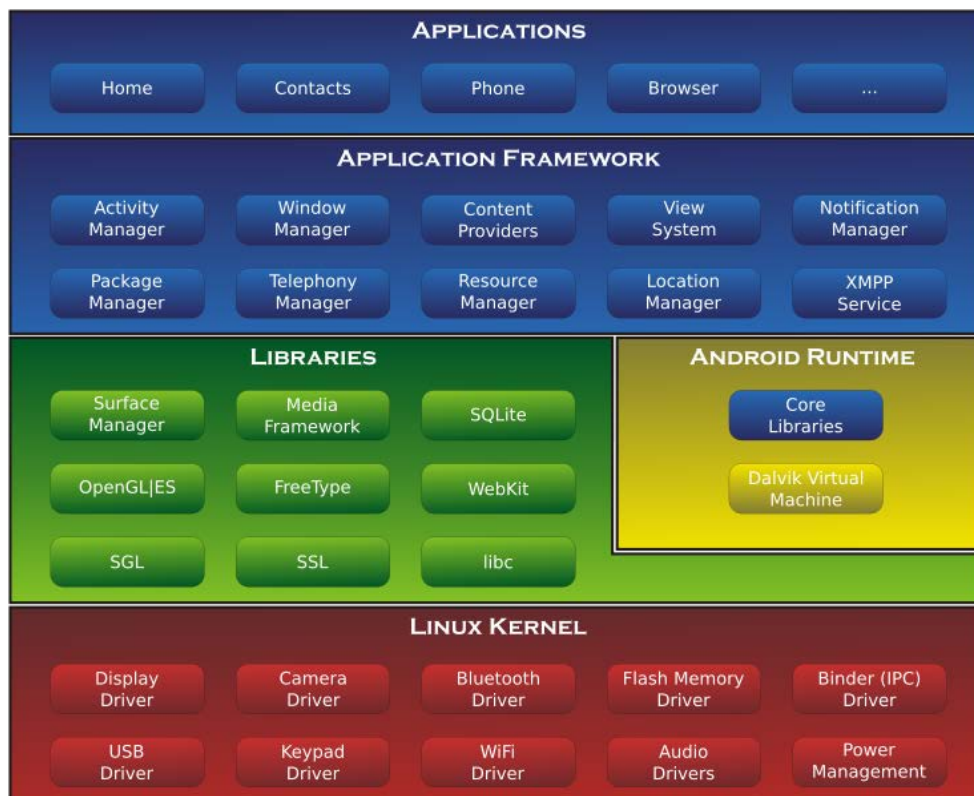 APPLICATIONS
Home
Contacts
Phone
Browser
...
APPLICATION FRAMEWORK
Activity
Manager
Window
Manager
Content
Providers
View
System
Notification
Manager
Package
Manager
Telephony
Manager
Resource
Manager
Location
Manager
XMPP
Service
LIBRARIES
Surface
Manager
Media
Framework
SQLite
OpenGL|ES
FreeType
WebKit
SGL
SSL
libc
ANDROID RUNTIME
Core
Libraries
Dalvik Virtual
Machine
LINUX KERNEL
Display
Driver
Camera
Driver
Bluetooth
Driver
Flash Memory
Driver
Binder (IPC)
Driver
USB
Driver
Keypad
Driver
WiFi
Driver
Audio
Drivers
Power
Management